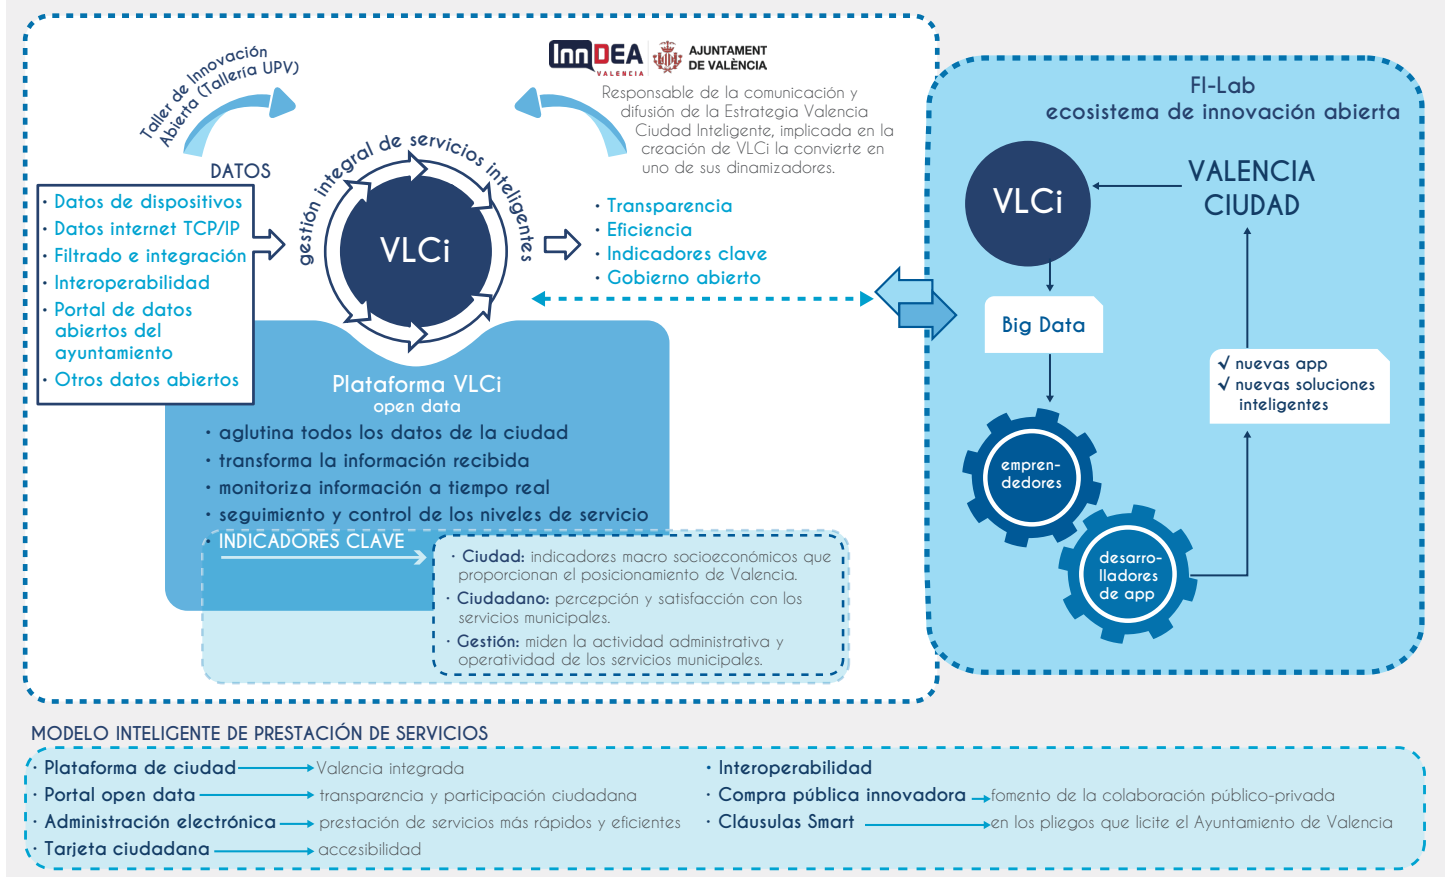 Taller de Innovación
Abierta (Tallería UPV)
InnDEA
VALENCIA
AJUNTAMENT
DE VALÈNCIA
Responsable de la comunicación y
difusión de la Estrategia Valencia
Ciudad Inteligente, implicada en la
creación de VLCi la convierte en
uno de sus dinamizadores.
DATOS
· Datos de dispositivos
· Datos internet TCP/IP
· Filtrado e integración
· Interoperabilidad
· Portal de datos
abiertos del
ayuntamiento
· Otros datos abiertos
gestión integral de servicios inteligentes
VLCi
· Transparencia
· Eficiencia
· Indicadores clave
· Gobierno abierto
Plataforma VLCi
open data
· aglutina todos los datos de la ciudad
· transforma la información recibida
· monitoriza información a tiempo real
· seguimiento y control de los niveles de servicio
· INDICADORES CLAVE
· Ciudad: indicadores macro socioeconómicos que
proporcionan el posicionamiento de Valencia.
· Ciudadano: percepción y satisfacción con los
servicios municipales.
· Gestión: miden la actividad administrativa y
operatividad de los servicios municipales.
FI-Lab
ecosistema de innovación abierta
VLCi
VALENCIA
CIUDAD
Big Data
√ nuevas app
√ nuevas soluciones
inteligentes
empren-
dedores
desarro-
lladores
de app
MODELO INTELIGENTE DE PRESTACIÓN DE SERVICIOS
· Plataforma de ciudad Valencia integrada
· Portal open data transparencia y participación ciudadana
· Administración electrónica prestación de servicios más rápidos y eficientes
· Tarjeta ciudadana accesibilidad
· Interoperabilidad
· Compra pública innovadora fomento de la colaboración público-privada
· Cláusulas Smart en los pliegos que licite el Ayuntamiento de Valencia